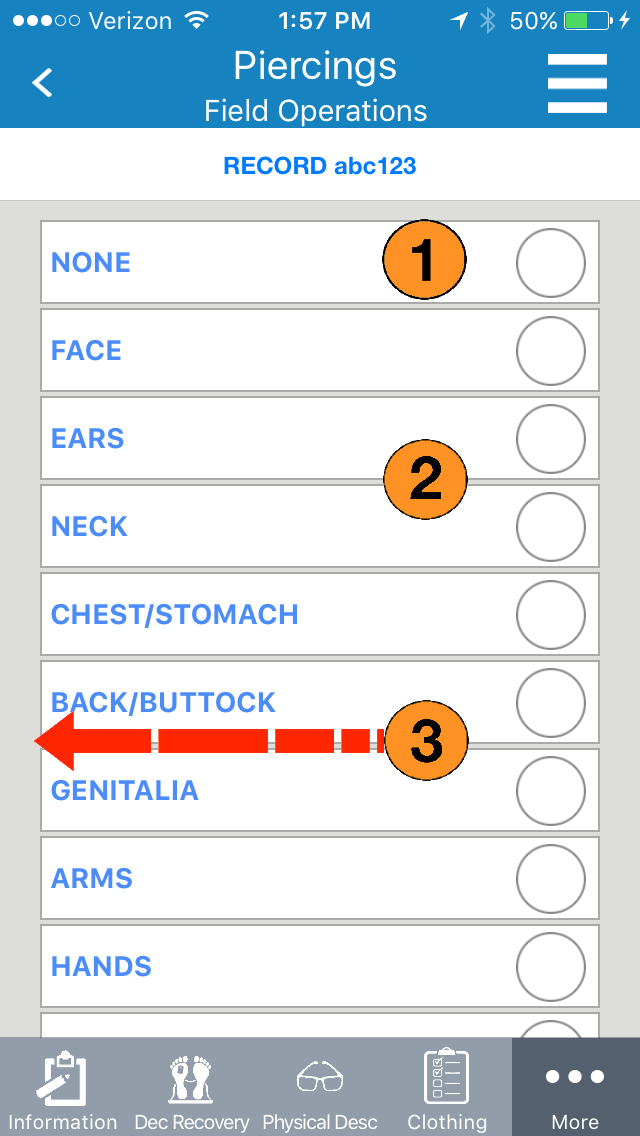 Verizon 1:57 PM 50%
Piercings
Field Operations
RECORD abc123
NONE 1
FACE
EARS
2
NECK
CHEST/STOMACH
BACK/BUTTOCK
3
GENITALIA
ARMS
HANDS
Information Dec Recovery Physical Desc Clothing More